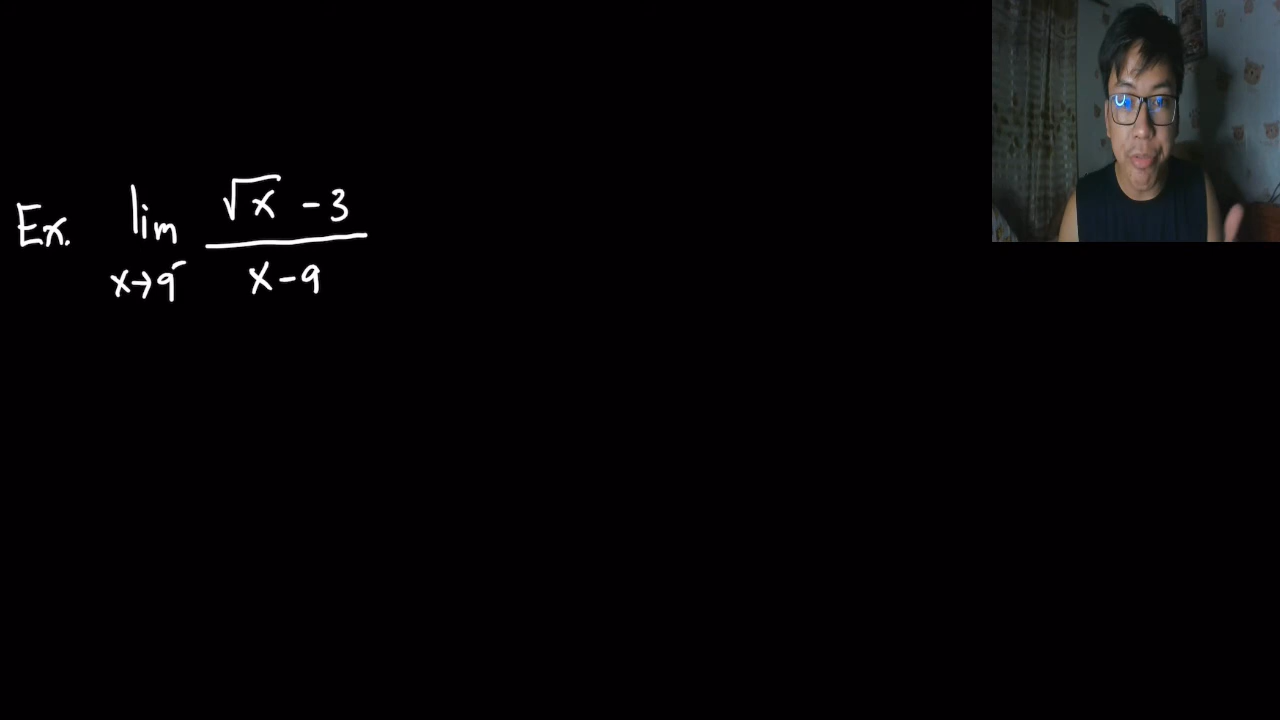 Ex. lim √x - 3
x→9⁻ x - 9